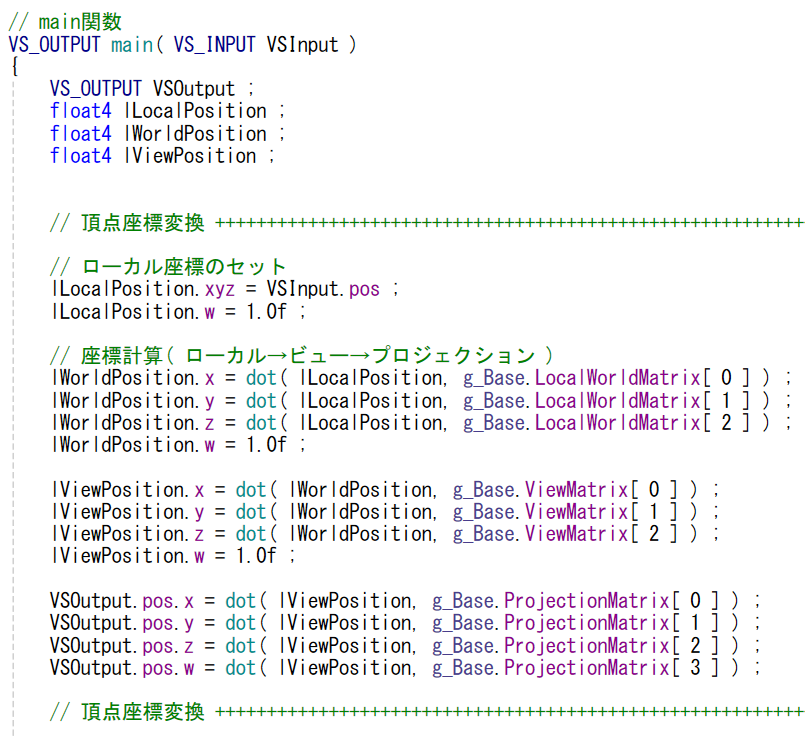 // main関数
VS_OUTPUT main( VS_INPUT VSInput )
{
VS_OUTPUT VSOutput ;
float4 lLocalPosition ;
float4 lWorldPosition ;
float4 lViewPosition ;
// 頂点座標変換 +++++++++++++++++++++++++++++++++++++++++++++++++++++++++
// ローカル座標のセット
lLocalPosition.xyz = VSInput.pos ;
lLocalPosition.w = 1.0f ;
// 座標計算( ローカル→ビュー→プロジェクション )
lWorldPosition.x = dot( lLocalPosition, g_Base.LocalWorldMatrix[ 0 ] ) ;
lWorldPosition.y = dot( lLocalPosition, g_Base.LocalWorldMatrix[ 1 ] ) ;
lWorldPosition.z = dot( lLocalPosition, g_Base.LocalWorldMatrix[ 2 ] ) ;
lWorldPosition.w = 1.0f ;
lViewPosition.x = dot( lWorldPosition, g_Base.ViewMatrix[ 0 ] ) ;
lViewPosition.y = dot( lWorldPosition, g_Base.ViewMatrix[ 1 ] ) ;
lViewPosition.z = dot( lWorldPosition, g_Base.ViewMatrix[ 2 ] ) ;
lViewPosition.w = 1.0f ;
VSOutput.pos.x = dot( lViewPosition, g_Base.ProjectionMatrix[ 0 ] ) ;
VSOutput.pos.y = dot( lViewPosition, g_Base.ProjectionMatrix[ 1 ] ) ;
VSOutput.pos.z = dot( lViewPosition, g_Base.ProjectionMatrix[ 2 ] ) ;
VSOutput.pos.w = dot( lViewPosition, g_Base.ProjectionMatrix[ 3 ] ) ;
// 頂点座標変換 +++++++++++++++++++++++++++++++++++++++++++++++++++++++++